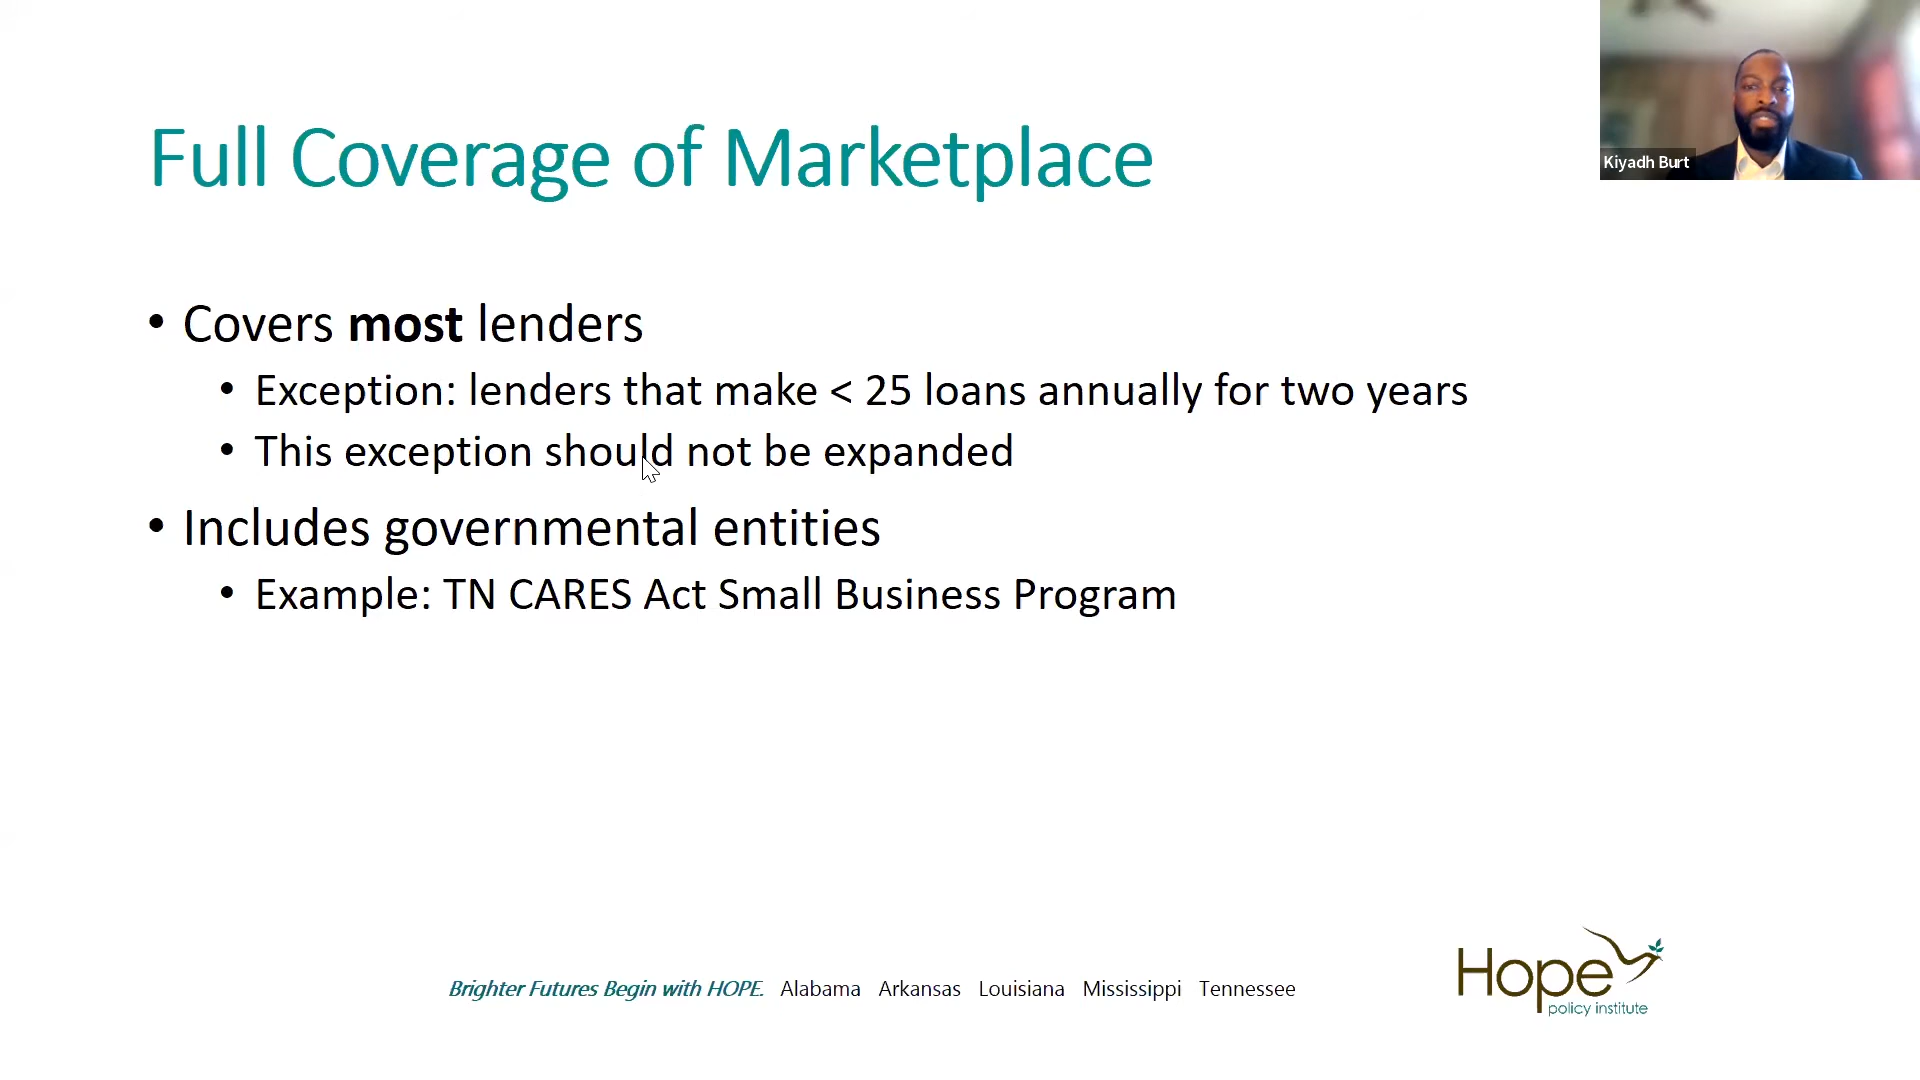 Full Coverage of Marketplace
Kiyadh Burt
• Covers most lenders
• Exception: lenders that make < 25 loans annually for two years
• This exception should not be expanded
• Includes governmental entities
• Example: TN CARES Act Small Business Program
Brighter Futures Begin with HOPE. Alabama Arkansas Louisiana Mississippi Tennessee
Hope
policy institute